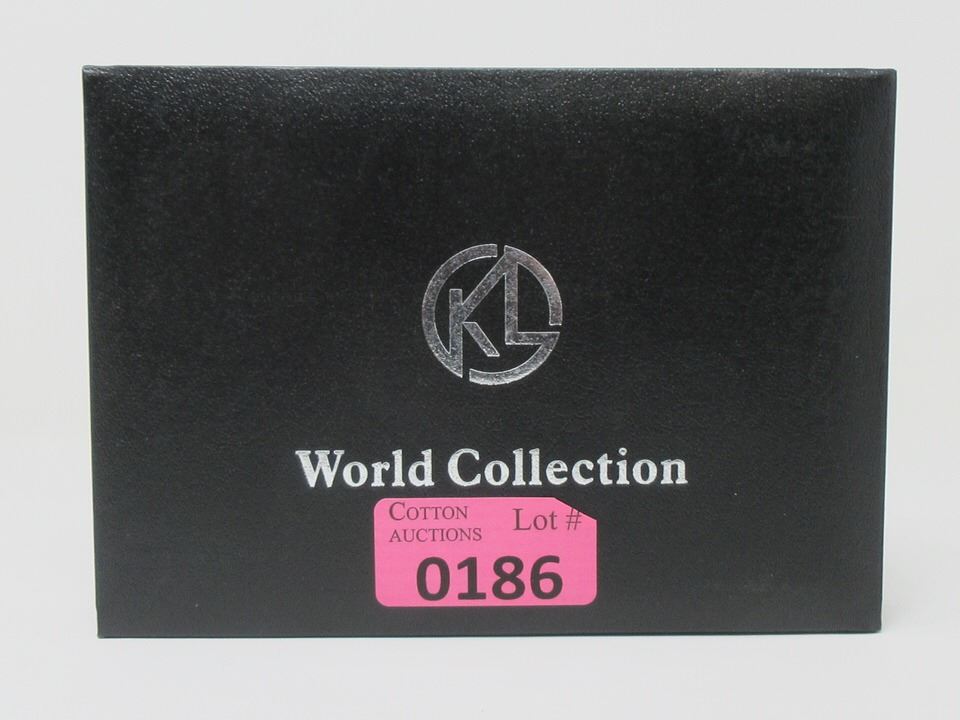 KL
World Collection
COTTON Lot #
AUCTIONS
0186